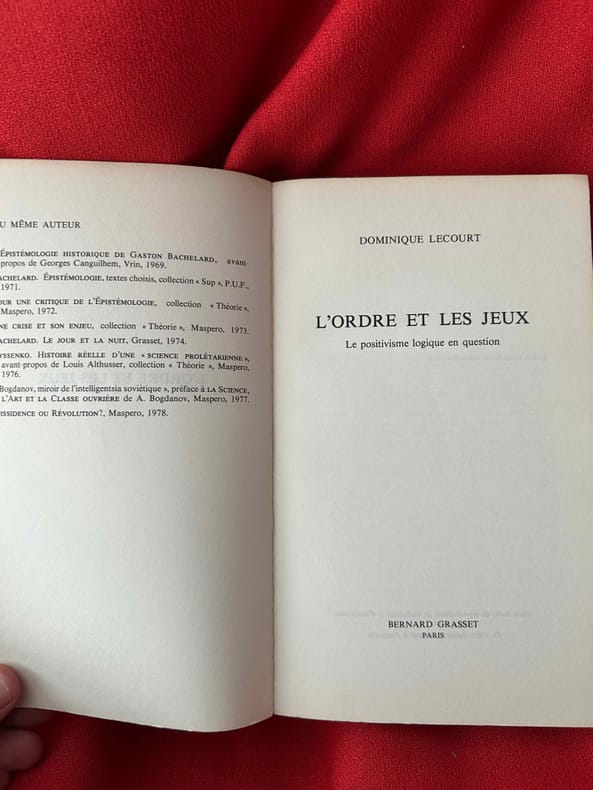 U MÊME AUTEUR
ÉPISTÉMOLOGIE HISTORIQUE DE GASTON BACHELARD, avant-
propos de Georges Canguilhem, Vrin, 1969.
ACHELARD. ÉPISTÉMOLOGIE, textes choisis, collection « Sup », P.U.F.,
1971.
OUR UNE CRITIQUE DE L'ÉPISTÉMOLOGIE, collection « Théorie »,
Maspero, 1972.
NE CRISE ET SON ENJEU, collection « Théorie », Maspero, 1973.
ACHELARD. LE JOUR ET LA NUIT, Grasset, 1974.
YSSENKO. HISTOIRE RÉELLE D'UNE « SCIENCE PROLÉTARIENNE »,
avant-propos de Louis Althusser, collection « Théorie », Maspero,
1976.
Bogdanov, miroir de l'intelligentsia soviétique », préface à LA SCIENCE,
L'ART ET LA CLASSE OUVRIÈRE de A. Bogdanov, Maspero, 1977.
ISSIDENCE OU RÉVOLUTION?, Maspero, 1978.
DOMINIQUE LECOURT
L'ORDRE ET LES JEUX
Le positivisme logique en question
BERNARD GRASSET
PARIS